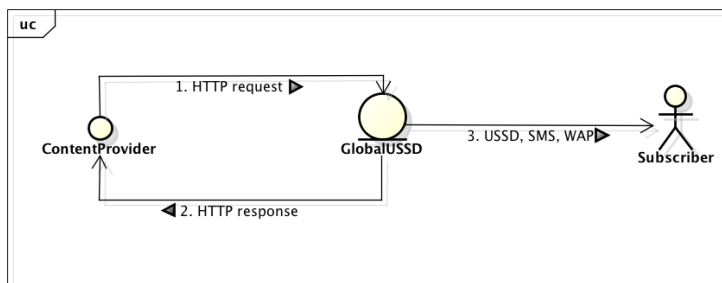 uc
1. HTTP request
ContentProvider
GlobalUSSD
3. USSD, SMS, WAP
Subscriber
2. HTTP response